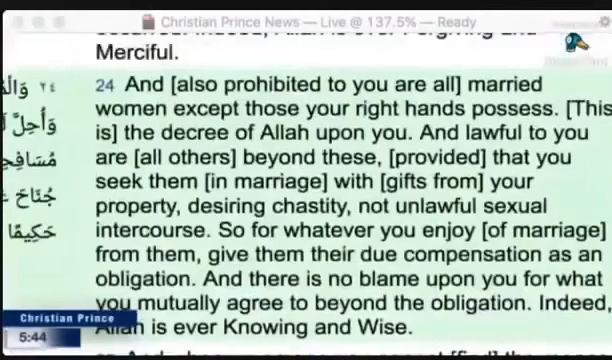 Christian Prince News — Live @ 137.5% — Ready
Merciful.
24 And [also prohibited to you are all] married
women except those your right hands possess. [This
is] the decree of Allah upon you. And lawful to you
are [all others] beyond these, [provided] that you
seek them [in marriage] with [gifts from] your
property, desiring chastity, not unlawful sexual
intercourse. So for whatever you enjoy [of marriage]
from them, give them their due compensation as an
obligation. And there is no blame upon you for what
you mutually agree to beyond the obligation. Indeed,
Allah is ever Knowing and Wise.
٢٤
وَأُحِلَّ
جُنَاحَ
حَكِيمًا
Christian Prince
5:44